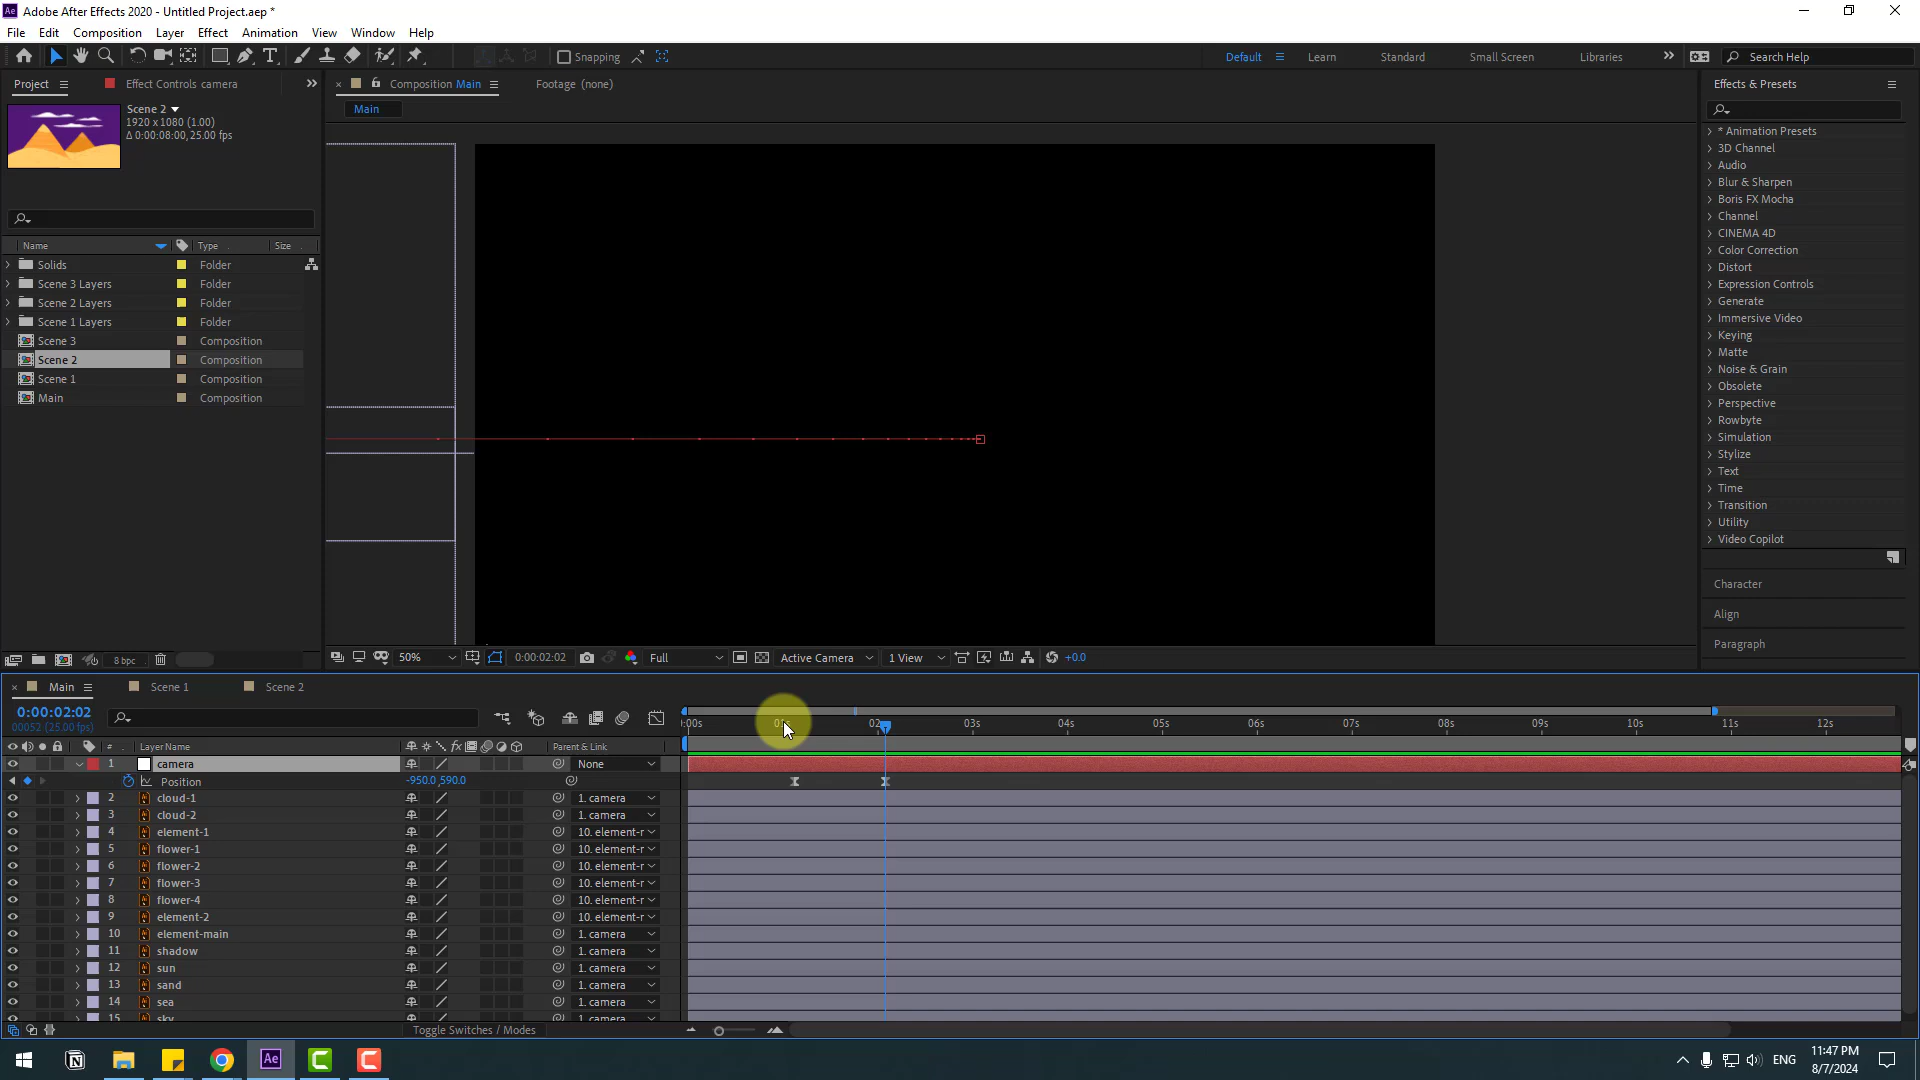 Adobe After Effects 2020 - Untitled Project.aep *
File Edit Composition Layer Effect Animation View Window Help
Snapping
Default Learn Standard Small Screen Libraries
Search Help
Project Effect Controls camera
Composition Main
Footage (none)
Effects & Presets
Scene 2
1920 x 1080 (1.00)
Δ 0:00:08:00, 25.00 fps
Main
Name Type Size
Solids Folder
Scene 3 Layers Folder
Scene 2 Layers Folder
Scene 1 Layers Folder
Scene 3 Composition
Scene 2 Composition
Scene 1 Composition
Main Composition
* Animation Presets
3D Channel
Audio
Blur & Sharpen
Boris FX Mocha
Channel
CINEMA 4D
Color Correction
Distort
Expression Controls
Generate
Immersive Video
Keying
Matte
Noise & Grain
Obsolete
Perspective
Rowbyte
Simulation
Stylize
Text
Time
Transition
Utility
Video Copilot
Character
Align
Paragraph
8 bpc
50% 0:00:02:02 Full Active Camera 1 View +0.0
Main Scene 1 Scene 2
0:00:02:02
00052 (25.00 fps)
:00s 01s 02s 03s 04s 05s 06s 07s 08s 09s 10s 11s 12s
# Layer Name Parent & Link
1 camera None
Position -950.0,590.0
2 cloud-1 1. camera
3 cloud-2 1. camera
4 element-1 10. element-r
5 flower-1 10. element-r
6 flower-2 10. element-r
7 flower-3 10. element-r
8 flower-4 10. element-r
9 element-2 10. element-r
10 element-main 1. camera
11 shadow 1. camera
12 sun 1. camera
13 sand 1. camera
14 sea 1. camera
15 sky 1. camera
Toggle Switches / Modes
ENG
11:47 PM
8/7/2024